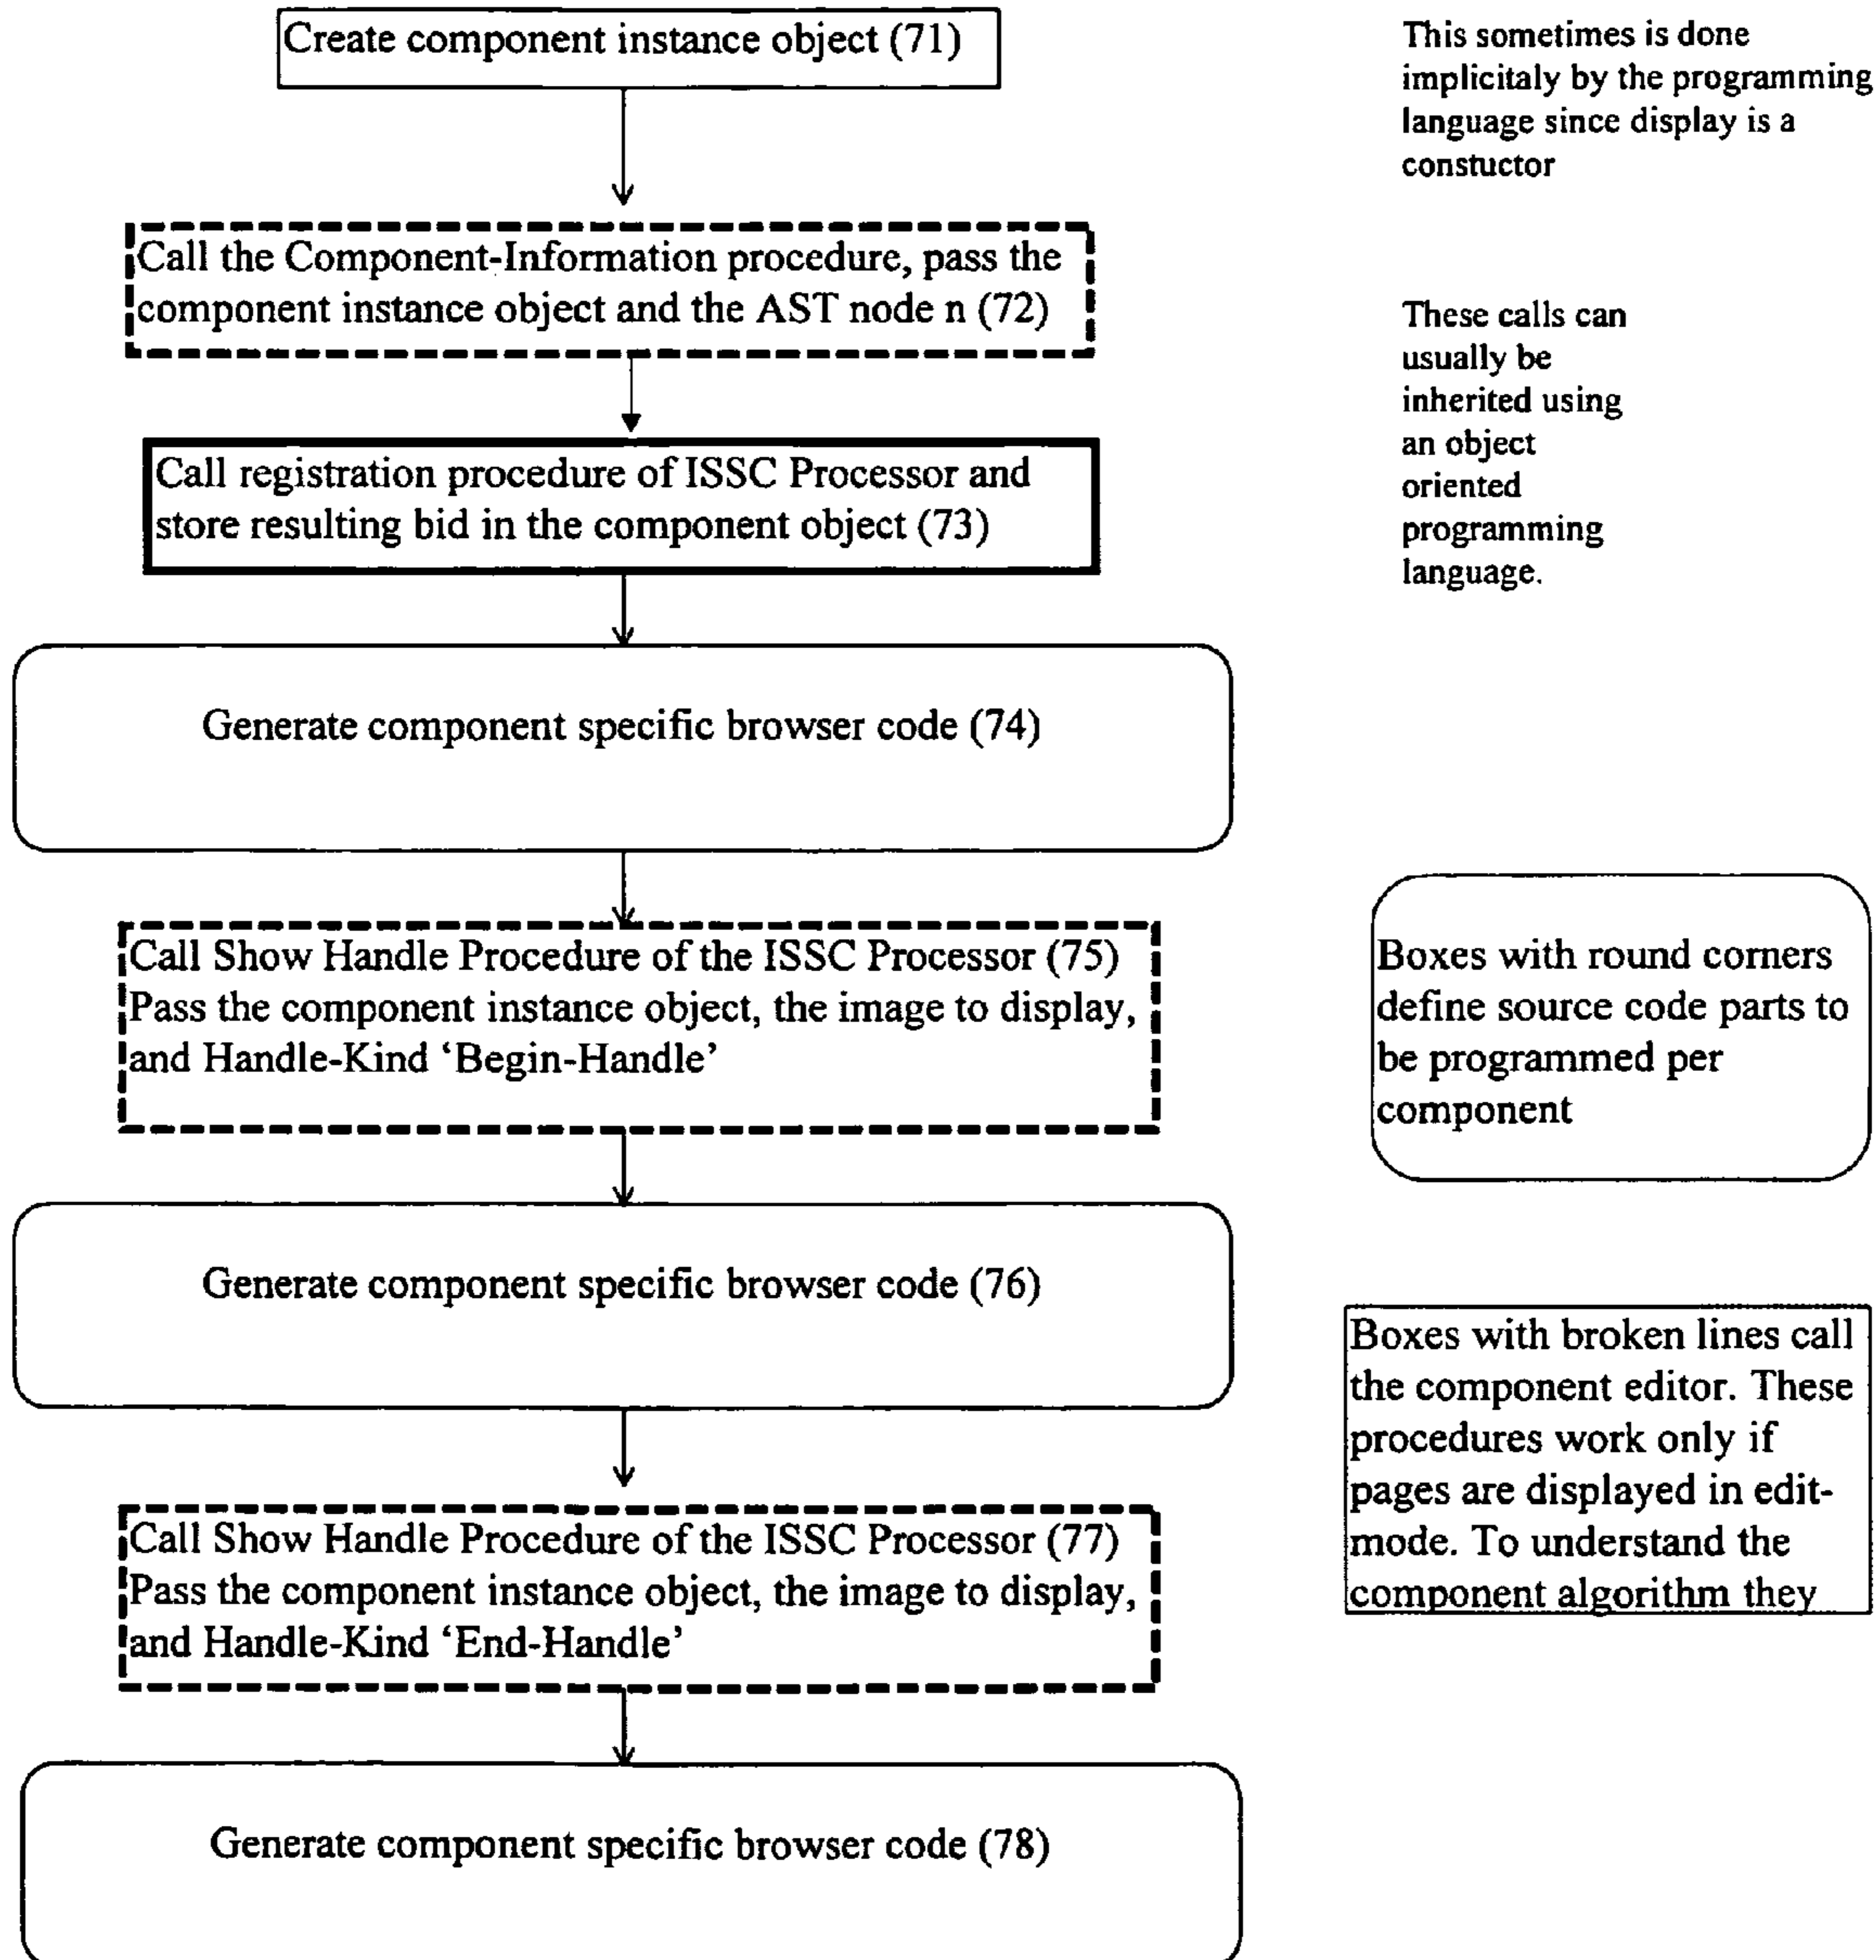 Create component instance object (71)
This sometimes is done
implicitaly by the programming
language since display is a
constuctor
Call the Component-Information procedure, pass the
component instance object and the AST node n (72)
These calls can
usually be
inherited using
an object
oriented
programming
language.
Call registration procedure of ISSC Processor and
store resulting bid in the component object (73)
Generate component specific browser code (74)
Call Show Handle Procedure of the ISSC Processor (75)
Pass the component instance object, the image to display,
and Handle-Kind ‘Begin-Handle’
Boxes with round corners
define source code parts to
be programmed per
component
Generate component specific browser code (76)
Boxes with broken lines call
the component editor. These
procedures work only if
pages are displayed in edit-
mode. To understand the
component algorithm they
Call Show Handle Procedure of the ISSC Processor (77)
Pass the component instance object, the image to display,
and Handle-Kind ‘End-Handle’
Generate component specific browser code (78)